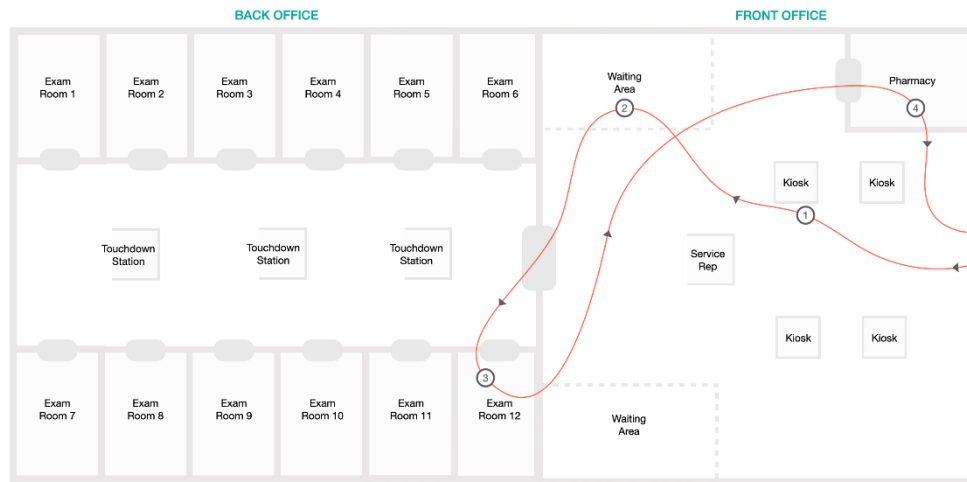 BACK OFFICE
FRONT OFFICE
Exam
Room 1
Exam
Room 2
Exam
Room 3
Exam
Room 4
Exam
Room 5
Exam
Room 6
Waiting
Area
2
Pharmacy
4
Kiosk
Kiosk
1
Touchdown
Station
Touchdown
Station
Touchdown
Station
Service
Rep
Kiosk
Kiosk
3
Exam
Room 7
Exam
Room 8
Exam
Room 9
Exam
Room 10
Exam
Room 11
Exam
Room 12
Waiting
Area